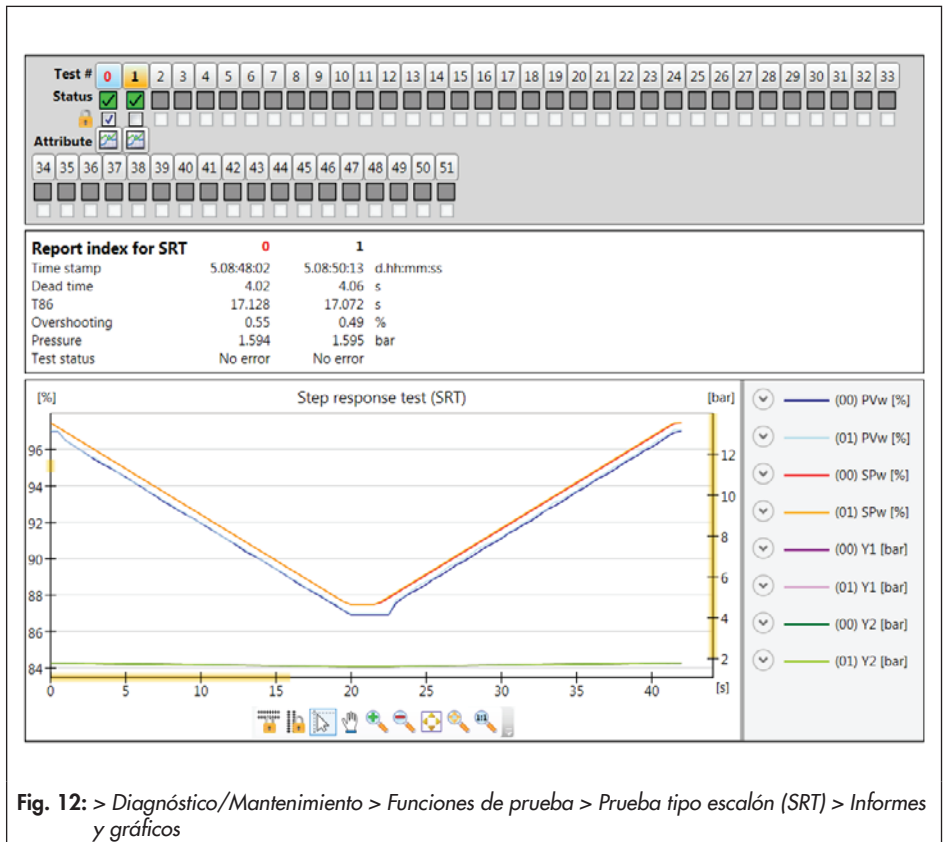 Test # 0 1 2 3 4 5 6 7 8 9 10 11 12 13 14 15 16 17 18 19 20 21 22 23 24 25 26 27 28 29 30 31 32 33
Status
Attribute
34 35 36 37 38 39 40 41 42 43 44 45 46 47 48 49 50 51
Report index for SRT 0 1
Time stamp 5.08:48:02 5.08:50:13 d.hh:mm:ss
Dead time 4.02 4.06 s
T86 17.128 17.072 s
Overshooting 0.55 0.49 %
Pressure 1.594 1.595 bar
Test status No error No error
[%] Step response test (SRT) [bar]
96
94
92
90
88
86
84
12
10
8
6
4
2
0 5 10 15 20 25 30 35 40 [s]
(00) PVw [%]
(01) PVw [%]
(00) SPw [%]
(01) SPw [%]
(00) Y1 [bar]
(01) Y1 [bar]
(00) Y2 [bar]
(01) Y2 [bar]
1:1
Fig. 12: > Diagnóstico/Mantenimiento > Funciones de prueba > Prueba tipo escalón (SRT) > Informes
y gráficos